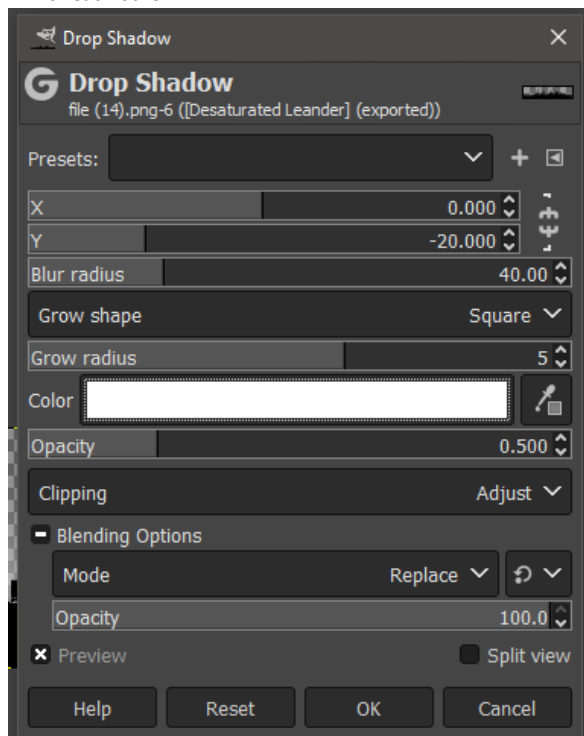 Drop Shadow
Drop Shadow
file (14).png-6 ([Desaturated Leander] (exported))
Presets:
X 0.000
Y -20.000
Blur radius 40.00
Grow shape Square
Grow radius 5
Color
Opacity 0.500
Clipping Adjust
Blending Options
Mode Replace
Opacity 100.0
Preview Split view
Help Reset OK Cancel